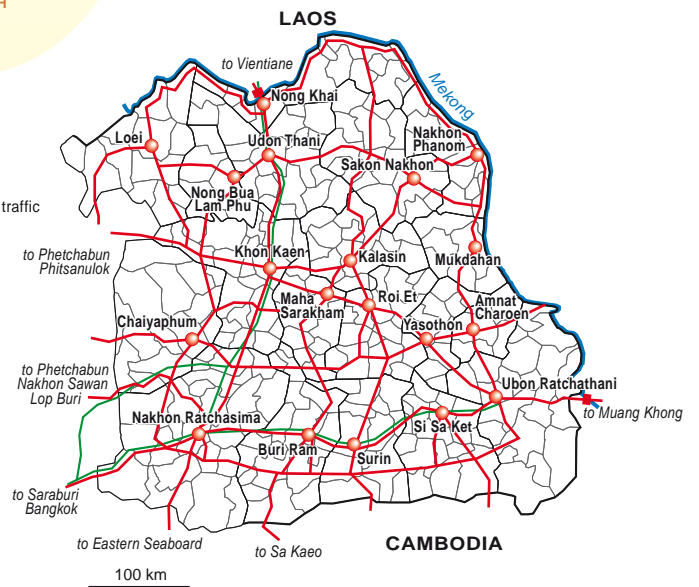 LAOS
to Vientiane
Mekong
Nong Khai
Loei
Udon Thani
Nakhon
Phanom
Sakon Nakhon
Nong Bua
Lam Phu
traffic
to Phetchabun
Phitsanulok
Khon Kaen
Kalasin
Mukdahan
Maha
Sarakham
Roi Et
Amnat
Charoen
Chaiyaphum
Yasothon
to Phetchabun
Nakhon Sawan
Lop Buri
Ubon Ratchathani
to Muang Khong
Nakhon Ratchasima
Si Sa Ket
Buri Ram
Surin
to Saraburi
Bangkok
to Eastern Seaboard
to Sa Kaeo
CAMBODIA
100 km